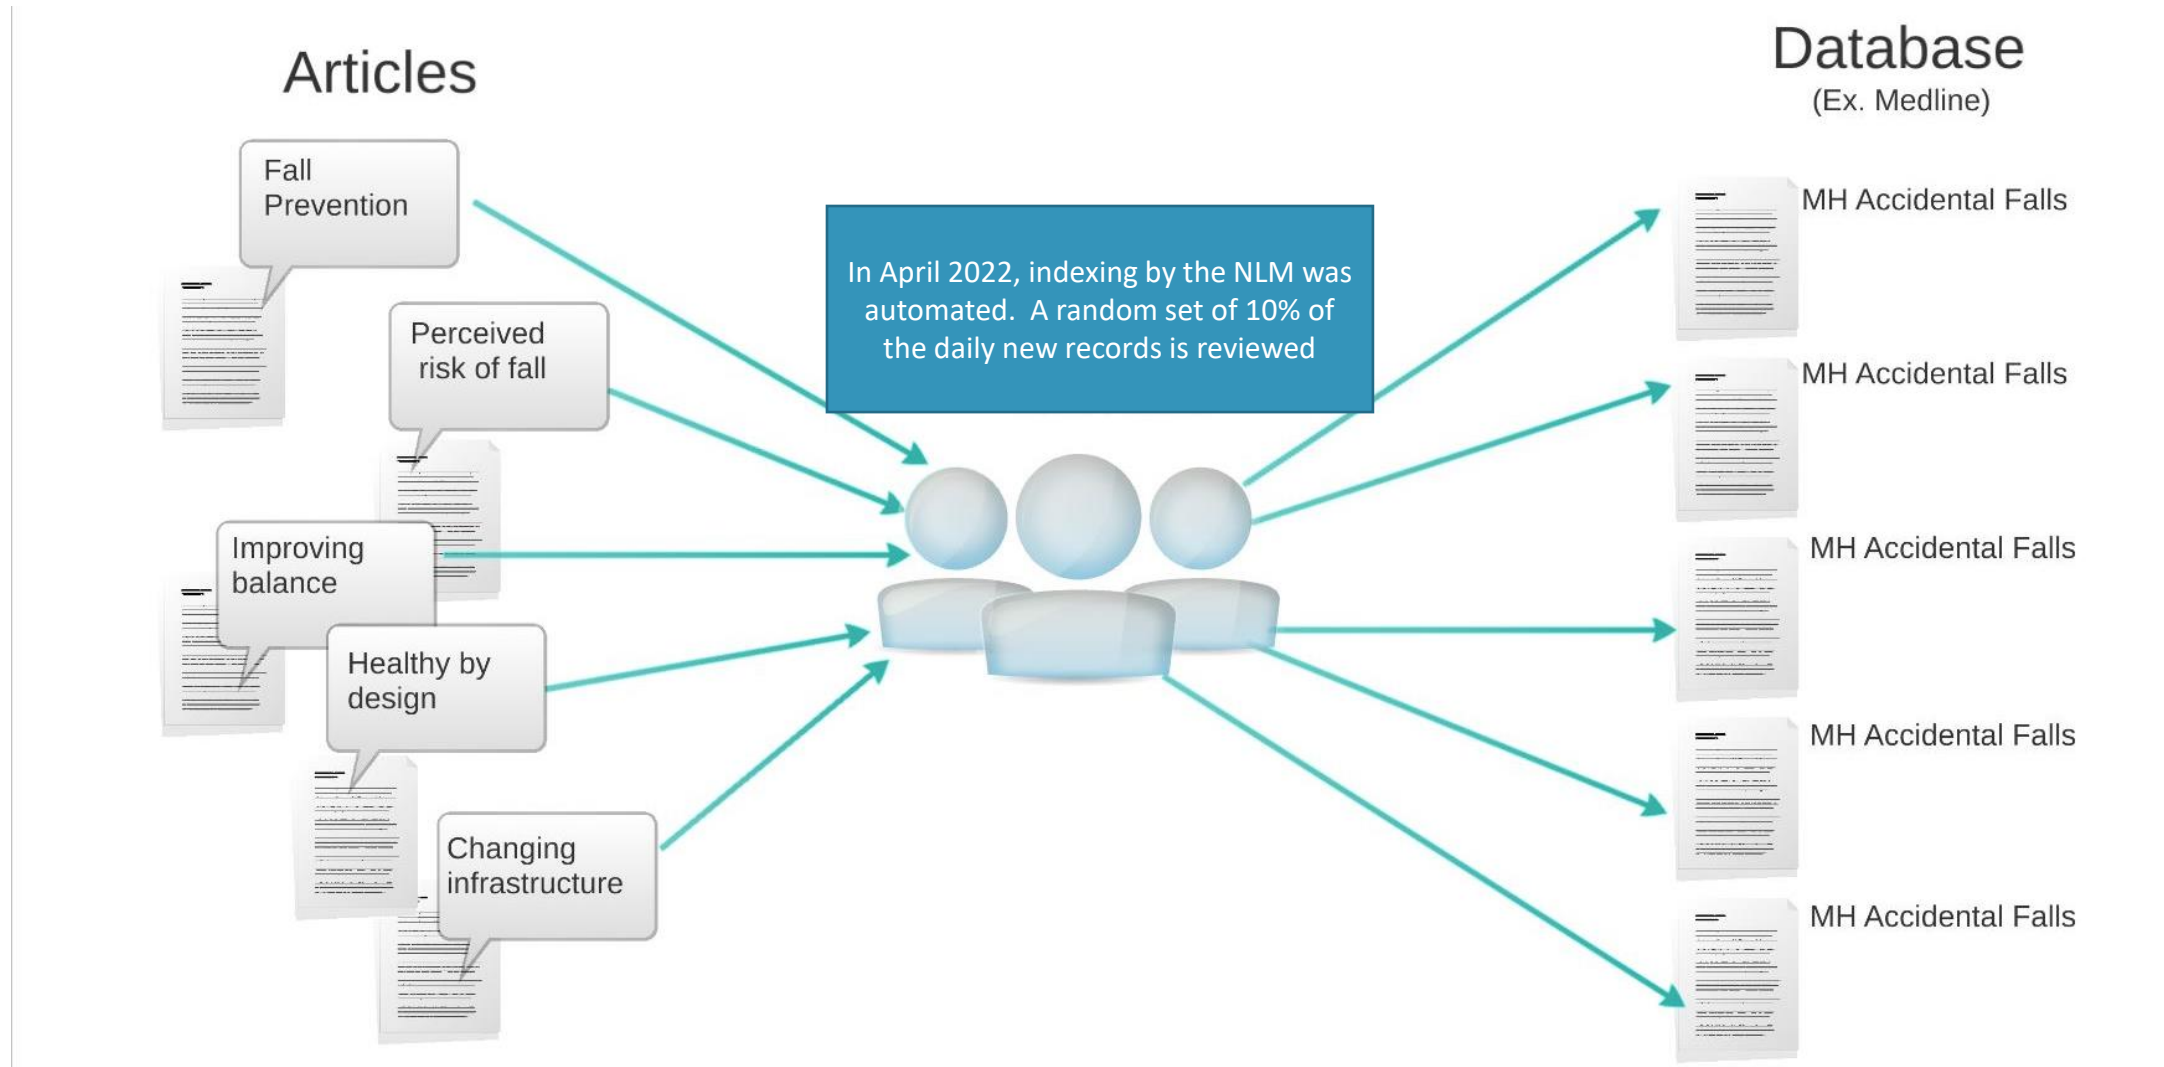 Articles
Fall
Prevention
Perceived
risk of fall
Improving
balance
Healthy by
design
Changing
infrastructure
In April 2022, indexing by the NLM was
automated.  A random set of 10% of
the daily new records is reviewed
Database
(Ex. Medline)
MH Accidental Falls
MH Accidental Falls
MH Accidental Falls
MH Accidental Falls
MH Accidental Falls